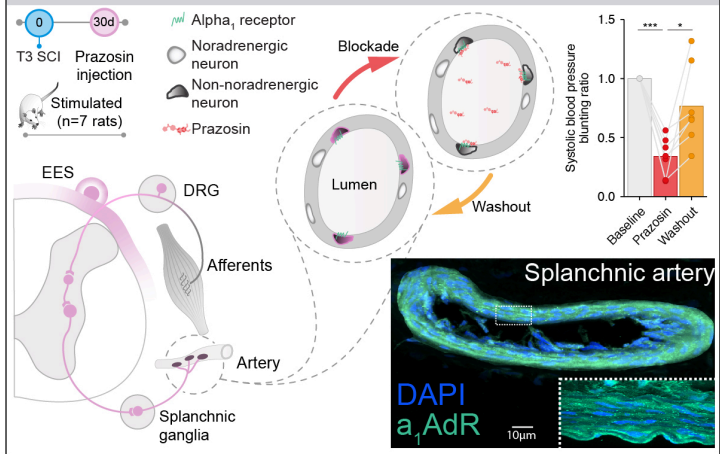 0
30d
T3 SCI
Prazosin
injection
Stimulated
(n=7 rats)
Alpha1 receptor
Noradrenergic
neuron
Non-noradrenergic
neuron
Prazosin
Blockade
Lumen
Washout
Systolic blood pressure
blunting ratio
1.5
1.0
0.5
0.0
***
*
Baseline
Prazosin
Washout
EES
DRG
Afferents
Artery
Splanchnic
ganglia
Splanchnic artery
DAPI
a1AdR
10µm